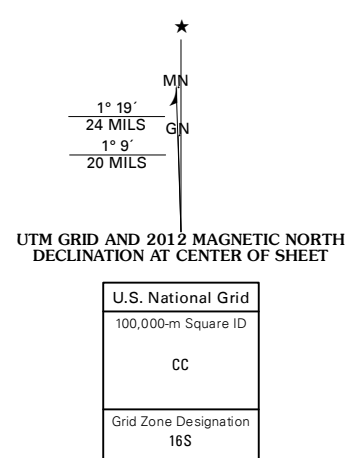 ★
MN
1° 19´
24 MILS
GN
1° 9´
20 MILS
UTM GRID AND 2012 MAGNETIC NORTH
DECLINATION AT CENTER OF SHEET
U.S. National Grid
100,000-m Square ID
CC
Grid Zone Designation
16S